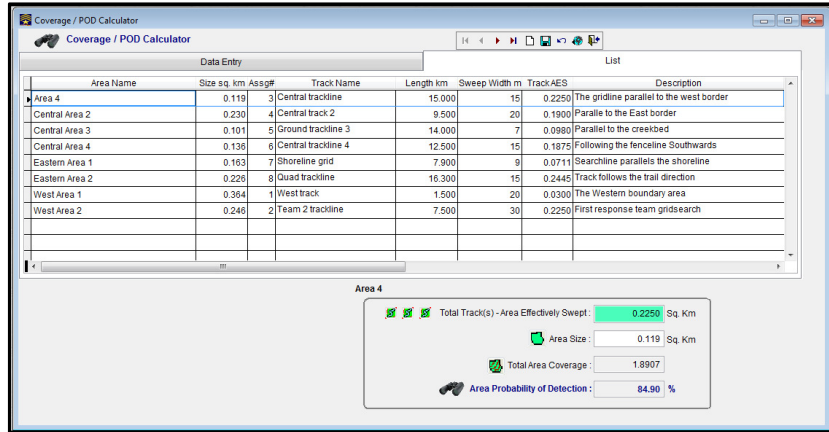 Coverage / POD Calculator
Coverage / POD Calculator
Data Entry List
Area Name Size sq. km Assg# Track Name Length km Sweep Width m Track AES Description
Area 4 0.119 3 Central trackline 15.000 15 0.2250 The gridline parallel to the west border
Central Area 2 0.230 4 Central track 2 9.500 20 0.1900 Paralle to the East border
Central Area 3 0.101 5 Ground trackline 3 14.000 7 0.0980 Parallel to the creekbed
Central Area 4 0.136 6 Central trackline 4 12.500 15 0.1875 Following the fenceline Southwards
Eastern Area 1 0.163 7 Shoreline grid 7.900 9 0.0711 Searchline parallels the shoreline
Eastern Area 2 0.226 8 Quad trackline 16.300 15 0.2445 Track follows the trail direction
West Area 1 0.364 1 West track 1.500 20 0.0300 The Western boundary area
West Area 2 0.246 2 Team 2 trackline 7.500 30 0.2250 First response team gridsearch
Area 4
Total Track(s) - Area Effectively Swept : 0.2250 Sq. Km
Area Size : 0.119 Sq. Km
Total Area Coverage : 1.8907
Area Probability of Detection : 84.90 %